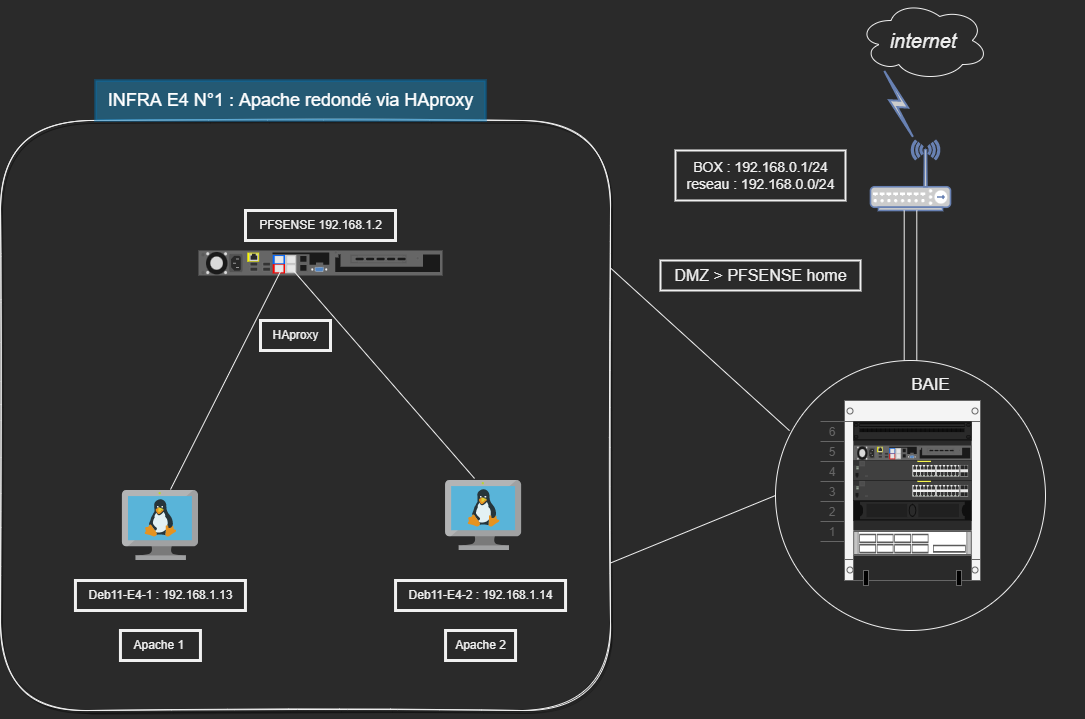 internet
INFRA E4 N°1 : Apache redondé via HAproxy
BOX : 192.168.0.1/24
reseau : 192.168.0.0/24
PFSENSE 192.168.1.2
DMZ > PFSENSE home
HAproxy
BAIE
6
5
4
3
2
1
Deb11-E4-1 : 192.168.1.13
Deb11-E4-2 : 192.168.1.14
Apache 1
Apache 2